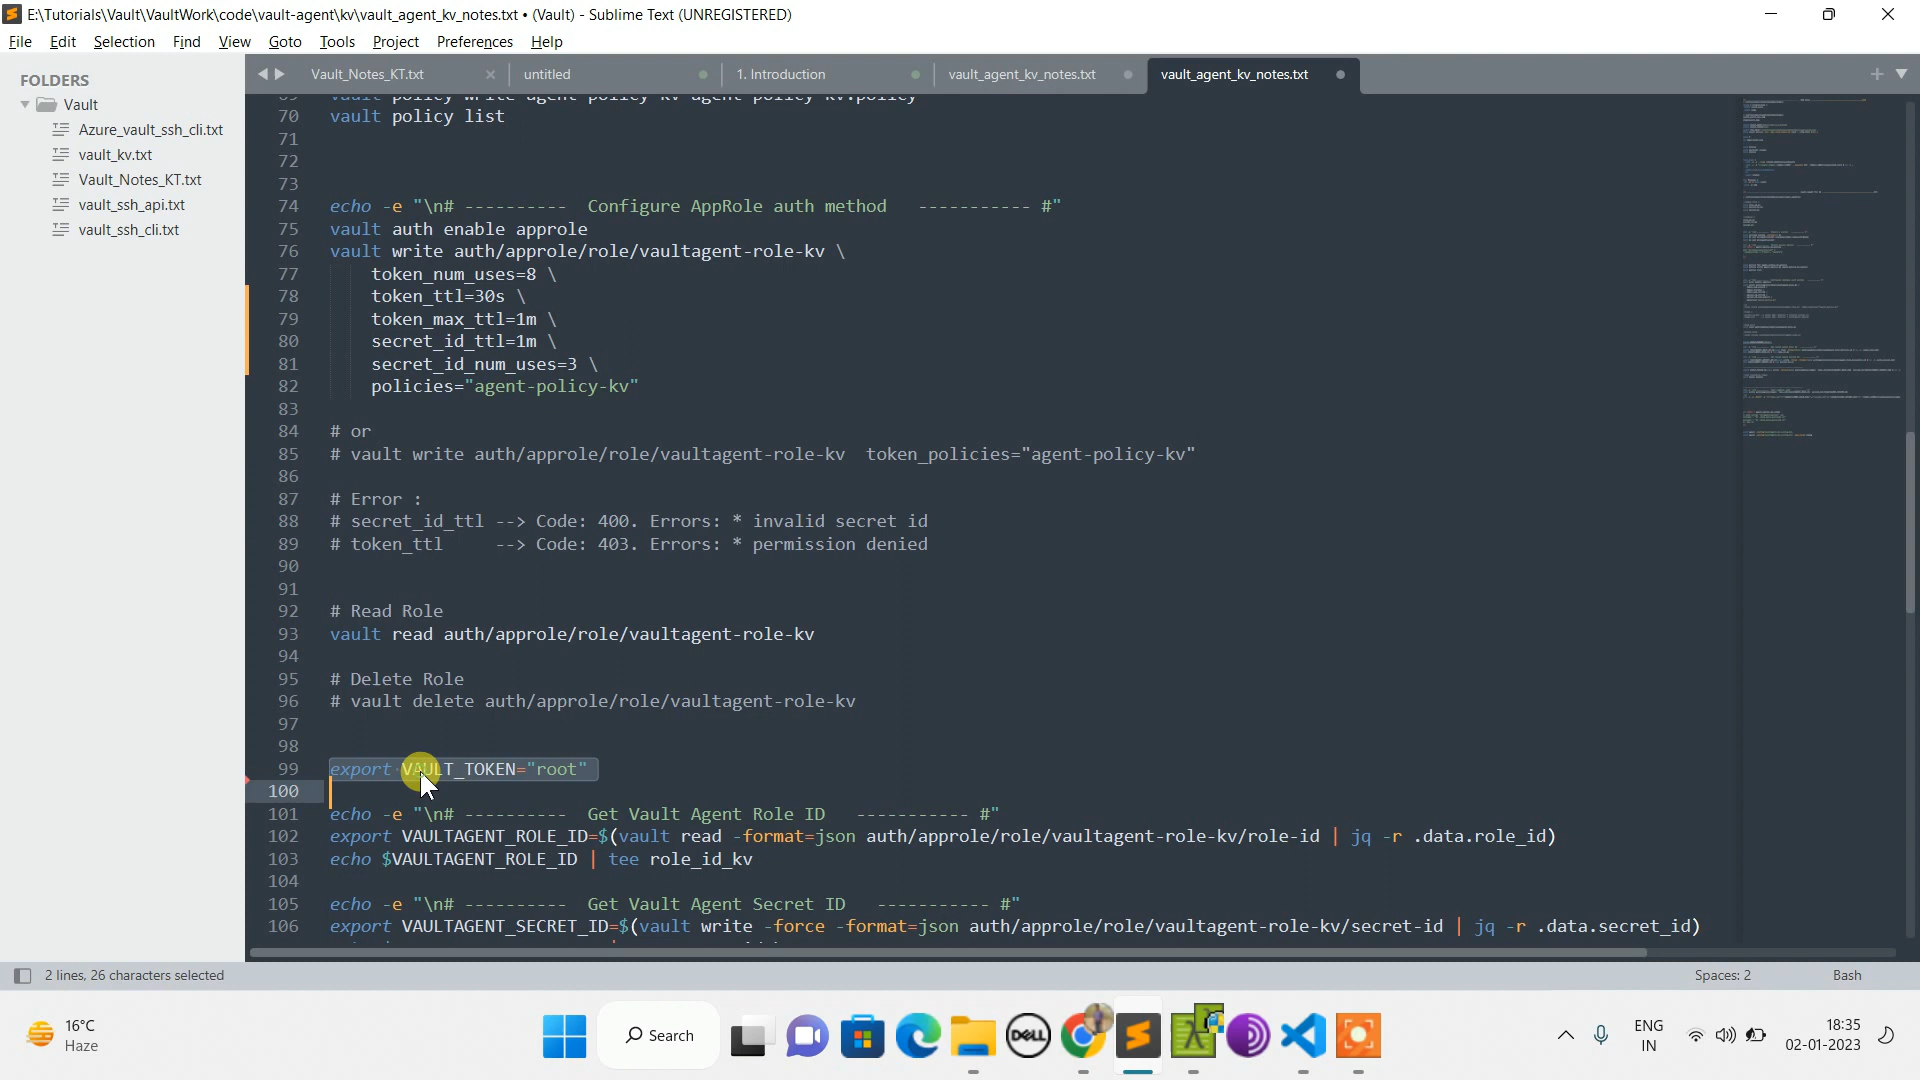 E:\Tutorials\Vault\VaultWork\code\vault-agent\kv\vault_agent_kv_notes.txt • (Vault) - Sublime Text (UNREGISTERED)
File Edit Selection Find View Goto Tools Project Preferences Help
FOLDERS
Vault
Azure_vault_ssh_cli.txt
vault_kv.txt
Vault_Notes_KT.txt
vault_ssh_api.txt
vault_ssh_cli.txt
Vault_Notes_KT.txt untitled 1. Introduction vault_agent_kv_notes.txt vault_agent_kv_notes.txt
69 vault policy write agent-policy-kv agent-policy-kv.policy
70 vault policy list
71
72
73
74 echo -e "\n# ---------- Configure AppRole auth method ----------- #"
75 vault auth enable approle
76 vault write auth/approle/role/vaultagent-role-kv \
77 token_num_uses=8 \
78 token_ttl=30s \
79 token_max_ttl=1m \
80 secret_id_ttl=1m \
81 secret_id_num_uses=3 \
82 policies="agent-policy-kv"
83
84 # or
85 # vault write auth/approle/role/vaultagent-role-kv token_policies="agent-policy-kv"
86
87 # Error :
88 # secret_id_ttl --> Code: 400. Errors: * invalid secret id
89 # token_ttl --> Code: 403. Errors: * permission denied
90
91
92 # Read Role
93 vault read auth/approle/role/vaultagent-role-kv
94
95 # Delete Role
96 # vault delete auth/approle/role/vaultagent-role-kv
97
98
99 export VAULT_TOKEN="root"
100
101 echo -e "\n# ---------- Get Vault Agent Role ID ----------- #"
102 export VAULTAGENT_ROLE_ID=$(vault read -format=json auth/approle/role/vaultagent-role-kv/role-id | jq -r .data.role_id)
103 echo $VAULTAGENT_ROLE_ID | tee role_id_kv
104
105 echo -e "\n# ---------- Get Vault Agent Secret ID ----------- #"
106 export VAULTAGENT_SECRET_ID=$(vault write -force -format=json auth/approle/role/vaultagent-role-kv/secret-id | jq -r .data.secret_id)
2 lines, 26 characters selected Spaces: 2 Bash
16°C
Haze
Search
DELL
ENG
IN
18:35
02-01-2023